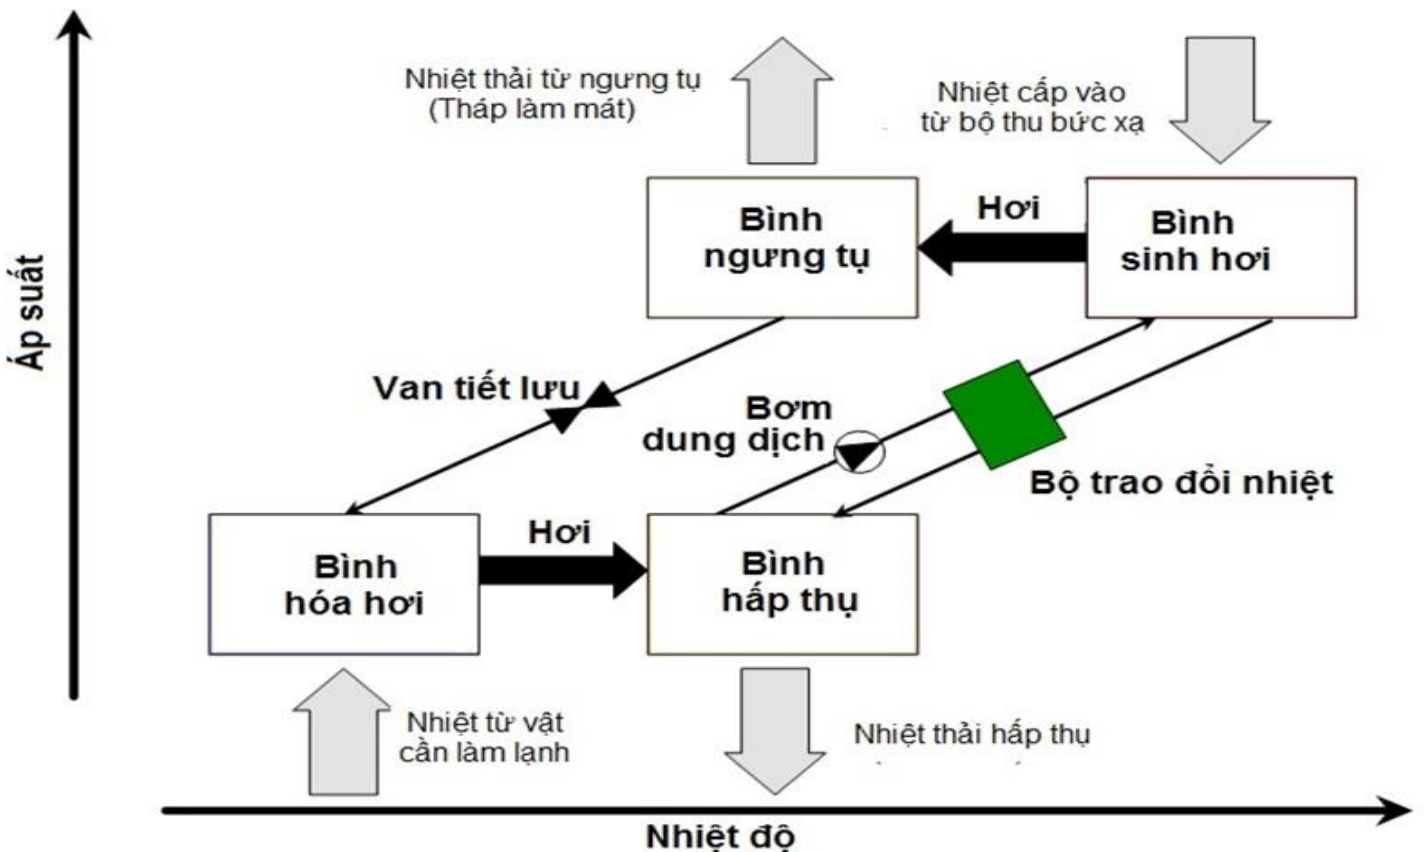 Nhiệt thải từ ngưng tụ
(Tháp làm mát)
Nhiệt cấp vào
từ bộ thu bức xạ
Bình
ngưng tụ
Hơi
Bình
sinh hơi
Áp suất
Van tiết lưu
Bơm
dung dịch
Bộ trao đổi nhiệt
Bình
hóa hơi
Hơi
Bình
hấp thụ
Nhiệt từ vật
cần làm lạnh
Nhiệt thải hấp thụ
Nhiệt độ